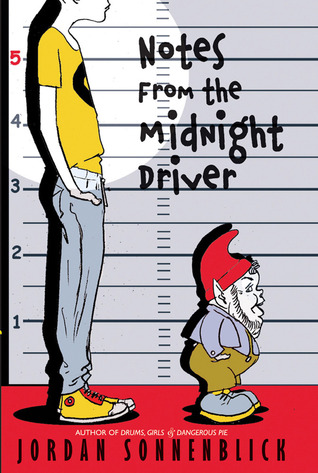 Notes
From the
Midnight
Driver
5
4
3
2
1
AUTHOR OF DRUMS, GIRLS & DANGEROUS PIE
JORDAN SONNENBLICK